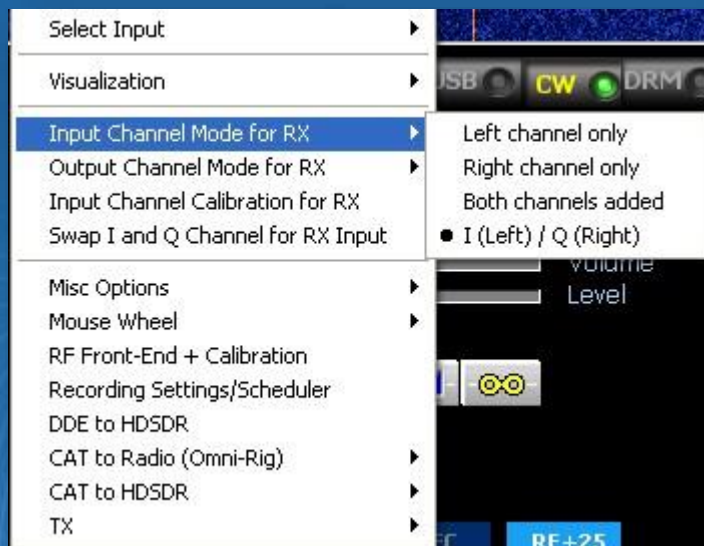 Select Input
Visualization
USB CW DRM
Input Channel Mode for RX
Left channel only
Output Channel Mode for RX
Right channel only
Input Channel Calibration for RX
Both channels added
Swap I and Q Channel for RX Input
I (Left) / Q (Right)
Volume
Misc Options
Level
Mouse Wheel
RF Front-End + Calibration
Recording Settings/Scheduler
DDE to HDSDR
CAT to Radio (Omni-Rig)
CAT to HDSDR
TX
RF+25